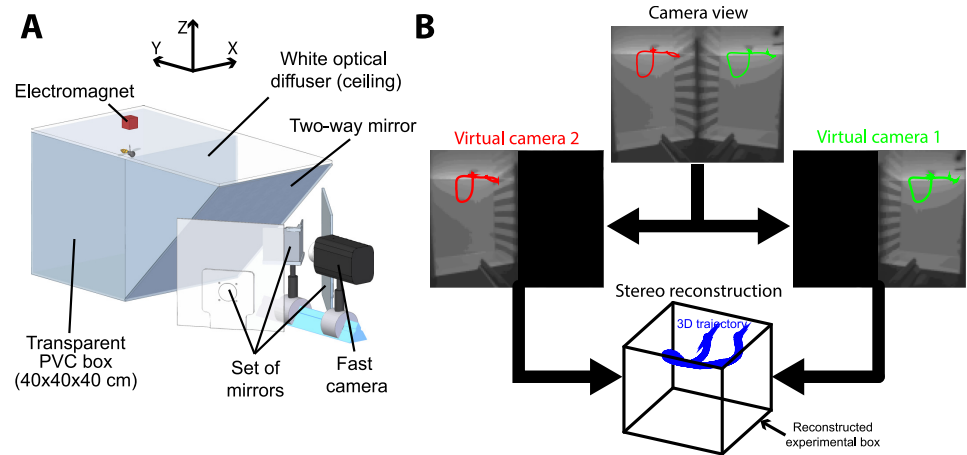 A
Z
Y
X
White optical
diffuser (ceiling)
Electromagnet
Two-way mirror
Transparent
PVC box
(40x40x40 cm)
Set of
mirrors
Fast
camera
B
Camera view
Virtual camera 2
Virtual camera 1
Stereo reconstruction
3D trajectory
Reconstructed
experimental box